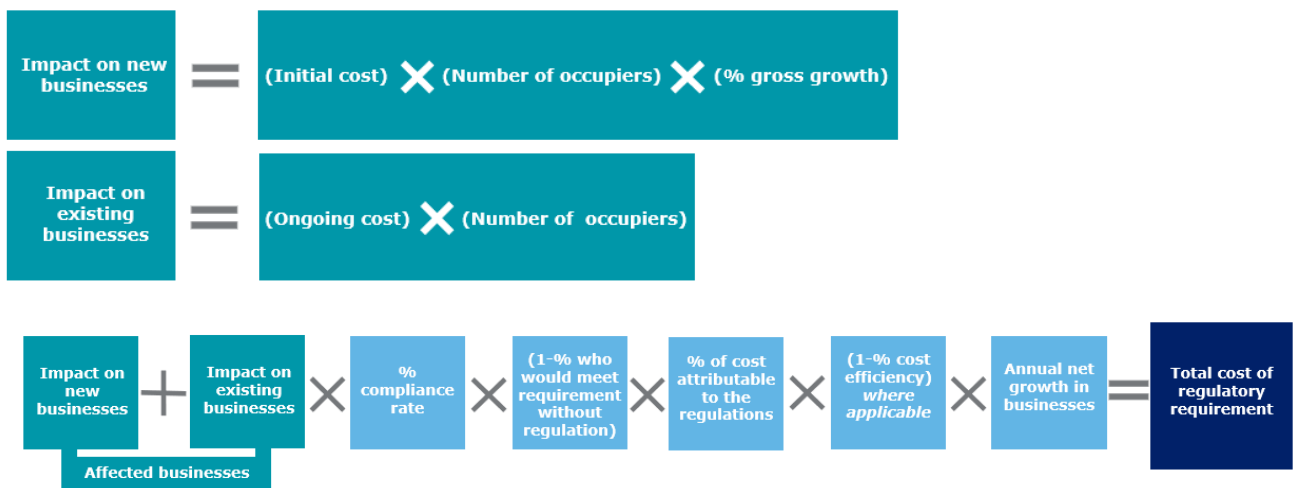 Impact on new
businesses
=
(Initial cost) × (Number of occupiers) × (% gross growth)
Impact on
existing
businesses
=
(Ongoing cost) × (Number of occupiers)
Impact on
new
businesses
+
Impact on
existing
businesses
×
%
compliance
rate
×
(1-% who
would meet
requirement
without
regulation)
×
% of cost
attributable
to the
regulations
×
(1-% cost
efficiency)
where
applicable
×
Annual net
growth in
businesses
=
Total cost of
regulatory
requirement
Affected businesses